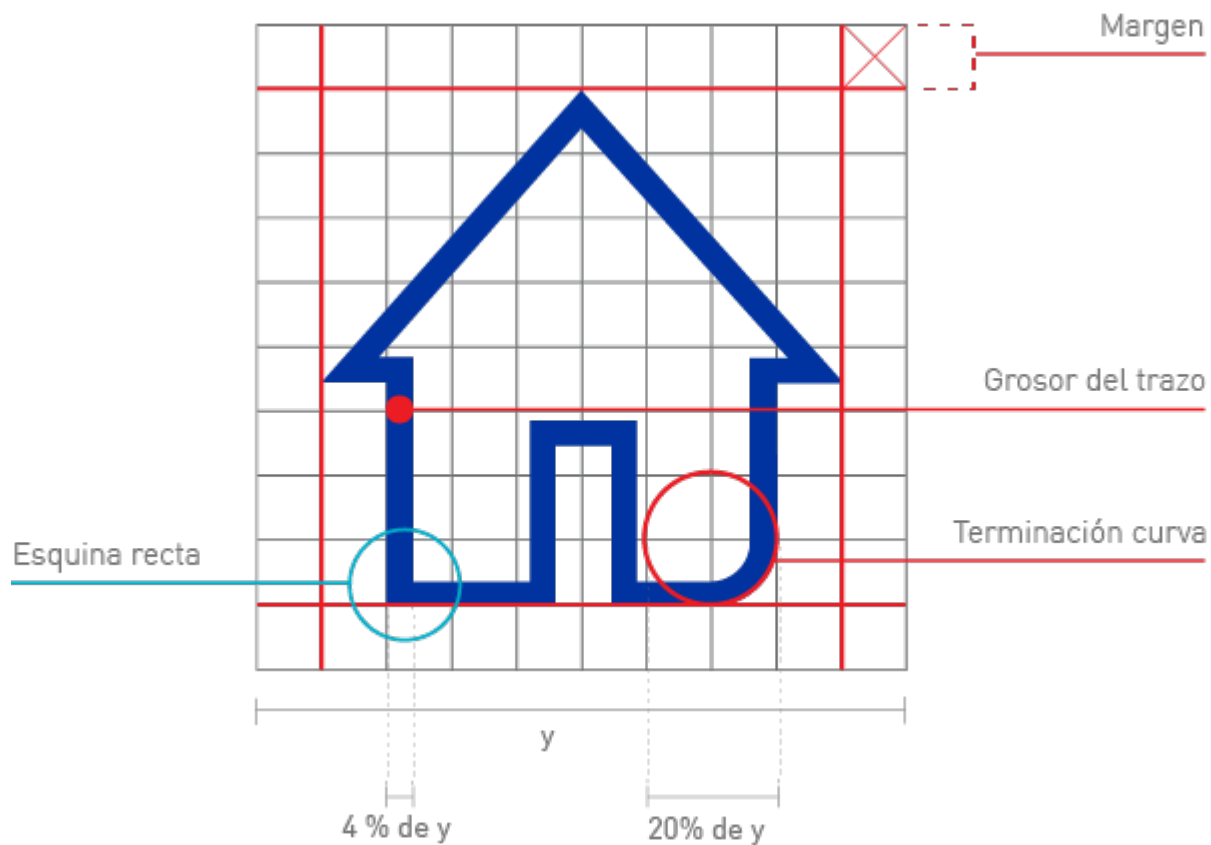 Margen
Grosor del trazo
Terminación curva
Esquina recta
y
4 % de y
20% de y